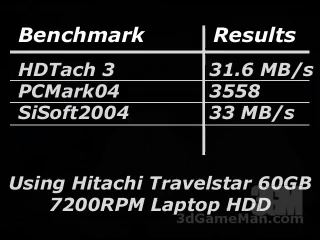 Benchmark Results
HDTach 3 31.6 MB/s
PCMark04 3558
SiSoft2004 33 MB/s
Using Hitachi Travelstar 60GB
7200RPM Laptop HDD
3dGameMan.com